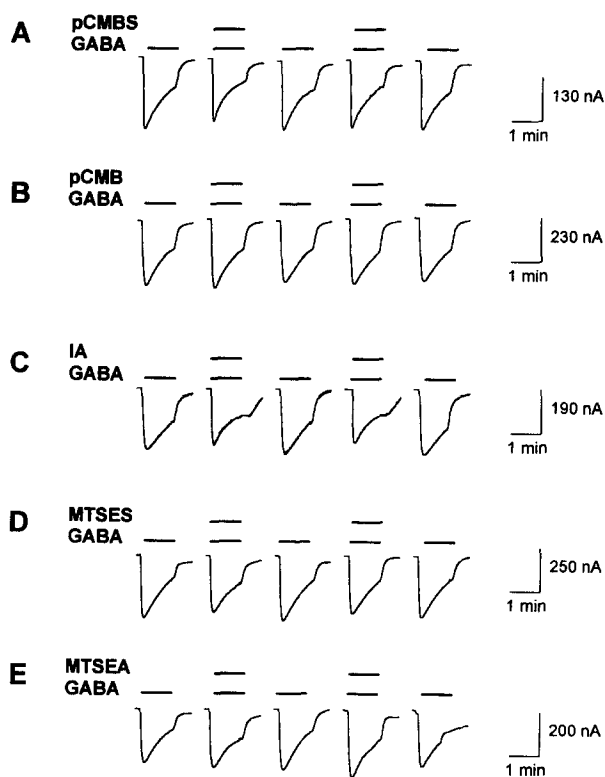 A
pCMBS
GABA
130 nA
1 min
B
pCMB
GABA
230 nA
1 min
C
IA
GABA
190 nA
1 min
D
MTSES
GABA
250 nA
1 min
E
MTSEA
GABA
200 nA
1 min